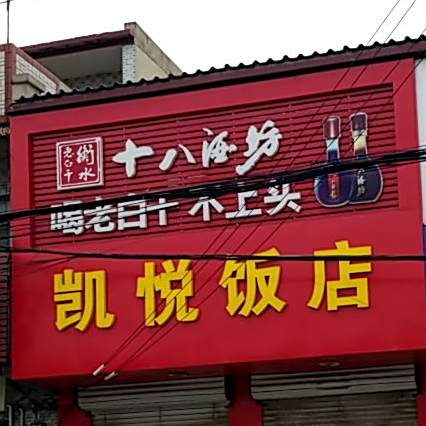 衡水老白干 十八酒坊
喝老白干 不上头
凯悦饭店